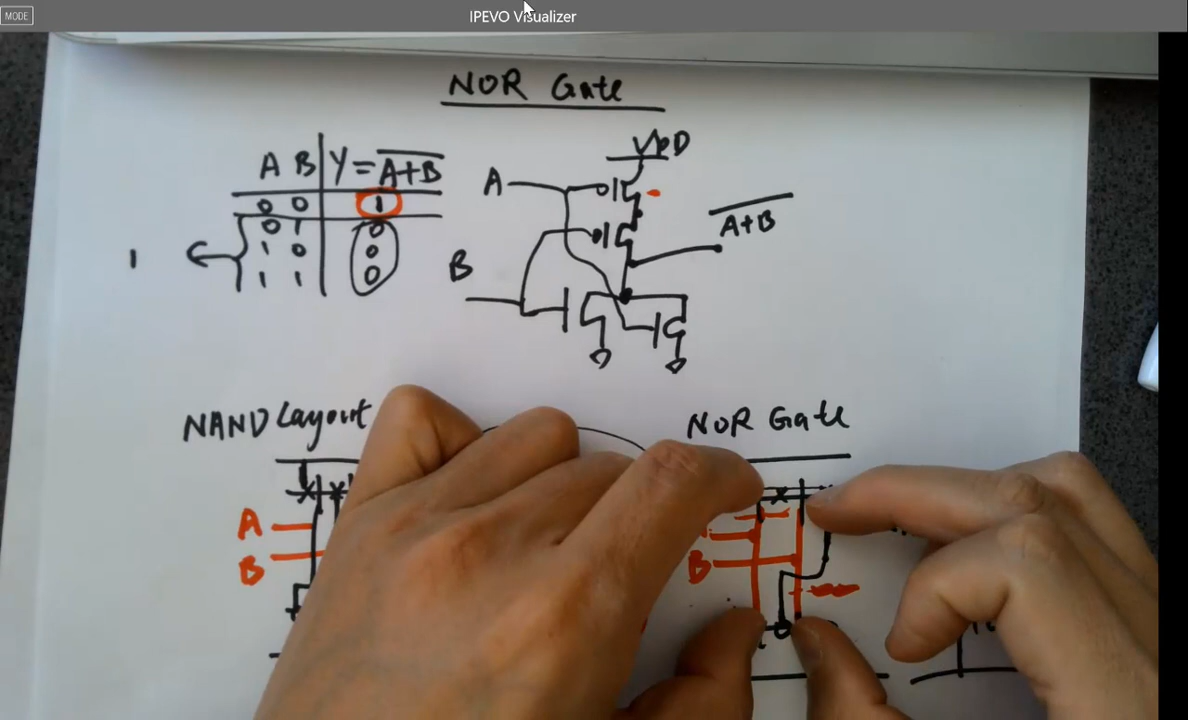 MODE
IPEVO Visualizer
NOR Gate
A B Y = A+B
0 0 1
0 1 0
1 0 0
1 1 0
1
VDD
A
A+B
B
NAND Layout
NOR Gate
A
B
B